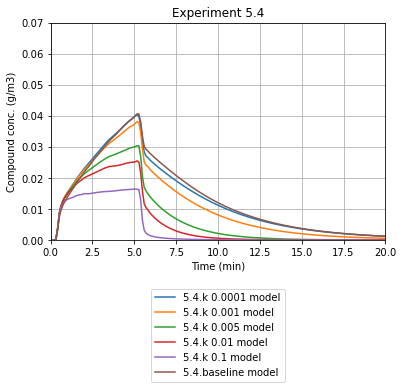 Experiment 5.4
Compound conc. (g/m3)
0.07
0.06
0.05
0.04
0.03
0.02
0.01
0.00
0.0 2.5 5.0 7.5 10.0 12.5 15.0 17.5 20.0
Time (min)
5.4.k 0.0001 model
5.4.k 0.001 model
5.4.k 0.005 model
5.4.k 0.01 model
5.4.k 0.1 model
5.4.baseline model